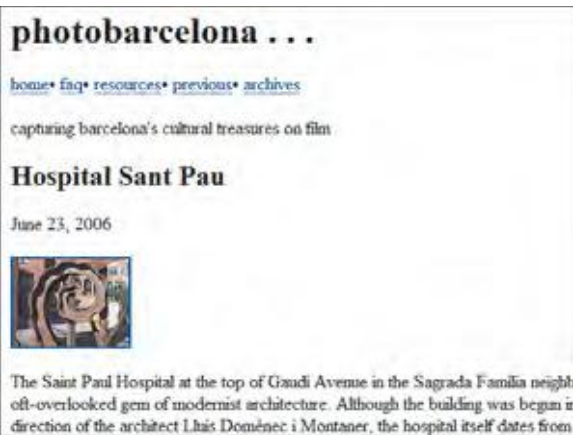 photobarcelona . . .
home• faq• resources• previous• archives
capturing barcelona's cultural treasures on film
Hospital Sant Pau
June 23, 2006
The Saint Paul Hospital at the top of Gaudi Avenue in the Sagrada Família neighb
oft-overlooked gem of modernist architecture. Although the building was begun in
direction of the architect Lluis Domènec i Montaner, the hospital itself dates from